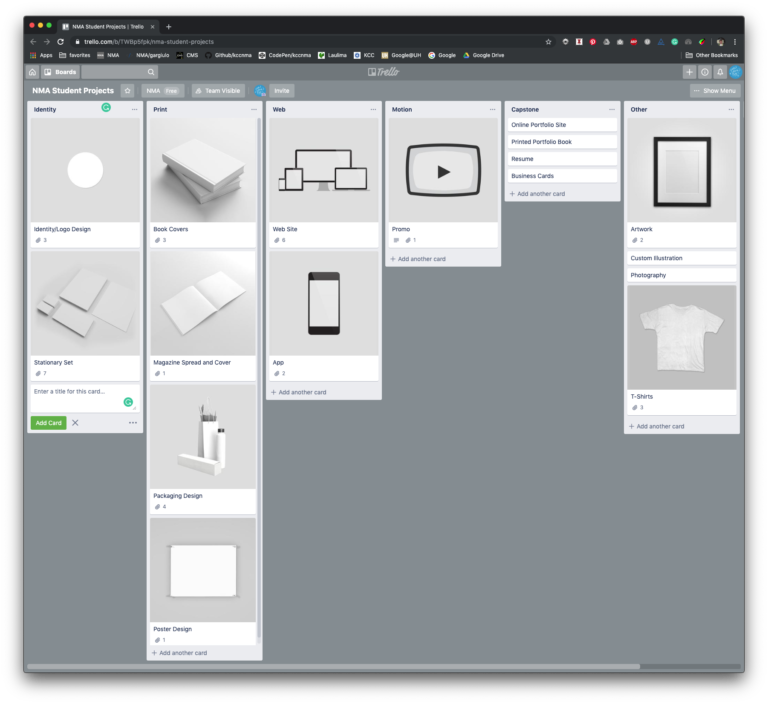 NMA Student Projects | Trello
trello.com/b/TWBpSfpk/nma-student-projects
Apps favorites NMA NMA/gargiulo CMS Github/kccnma CodePen/kccnma Laulima KCC Google@UH Google Google Drive Other Bookmarks
Boards Trello
NMA Student Projects NMA Free Team Visible Invite Show Menu
Identity
Identity/Logo Design
3
Stationary Set
7
Enter a title for this card...
Add Card
Print
Book Covers
3
Magazine Spread and Cover
1
Packaging Design
4
Poster Design
1
+ Add another card
Web
Web Site
6
App
2
+ Add another card
Motion
Promo
1
+ Add another card
Capstone
Online Portfolio Site
Printed Portfolio Book
Resume
Business Cards
+ Add another card
Other
Artwork
2
Custom Illustration
Photography
T-Shirts
3
+ Add another card